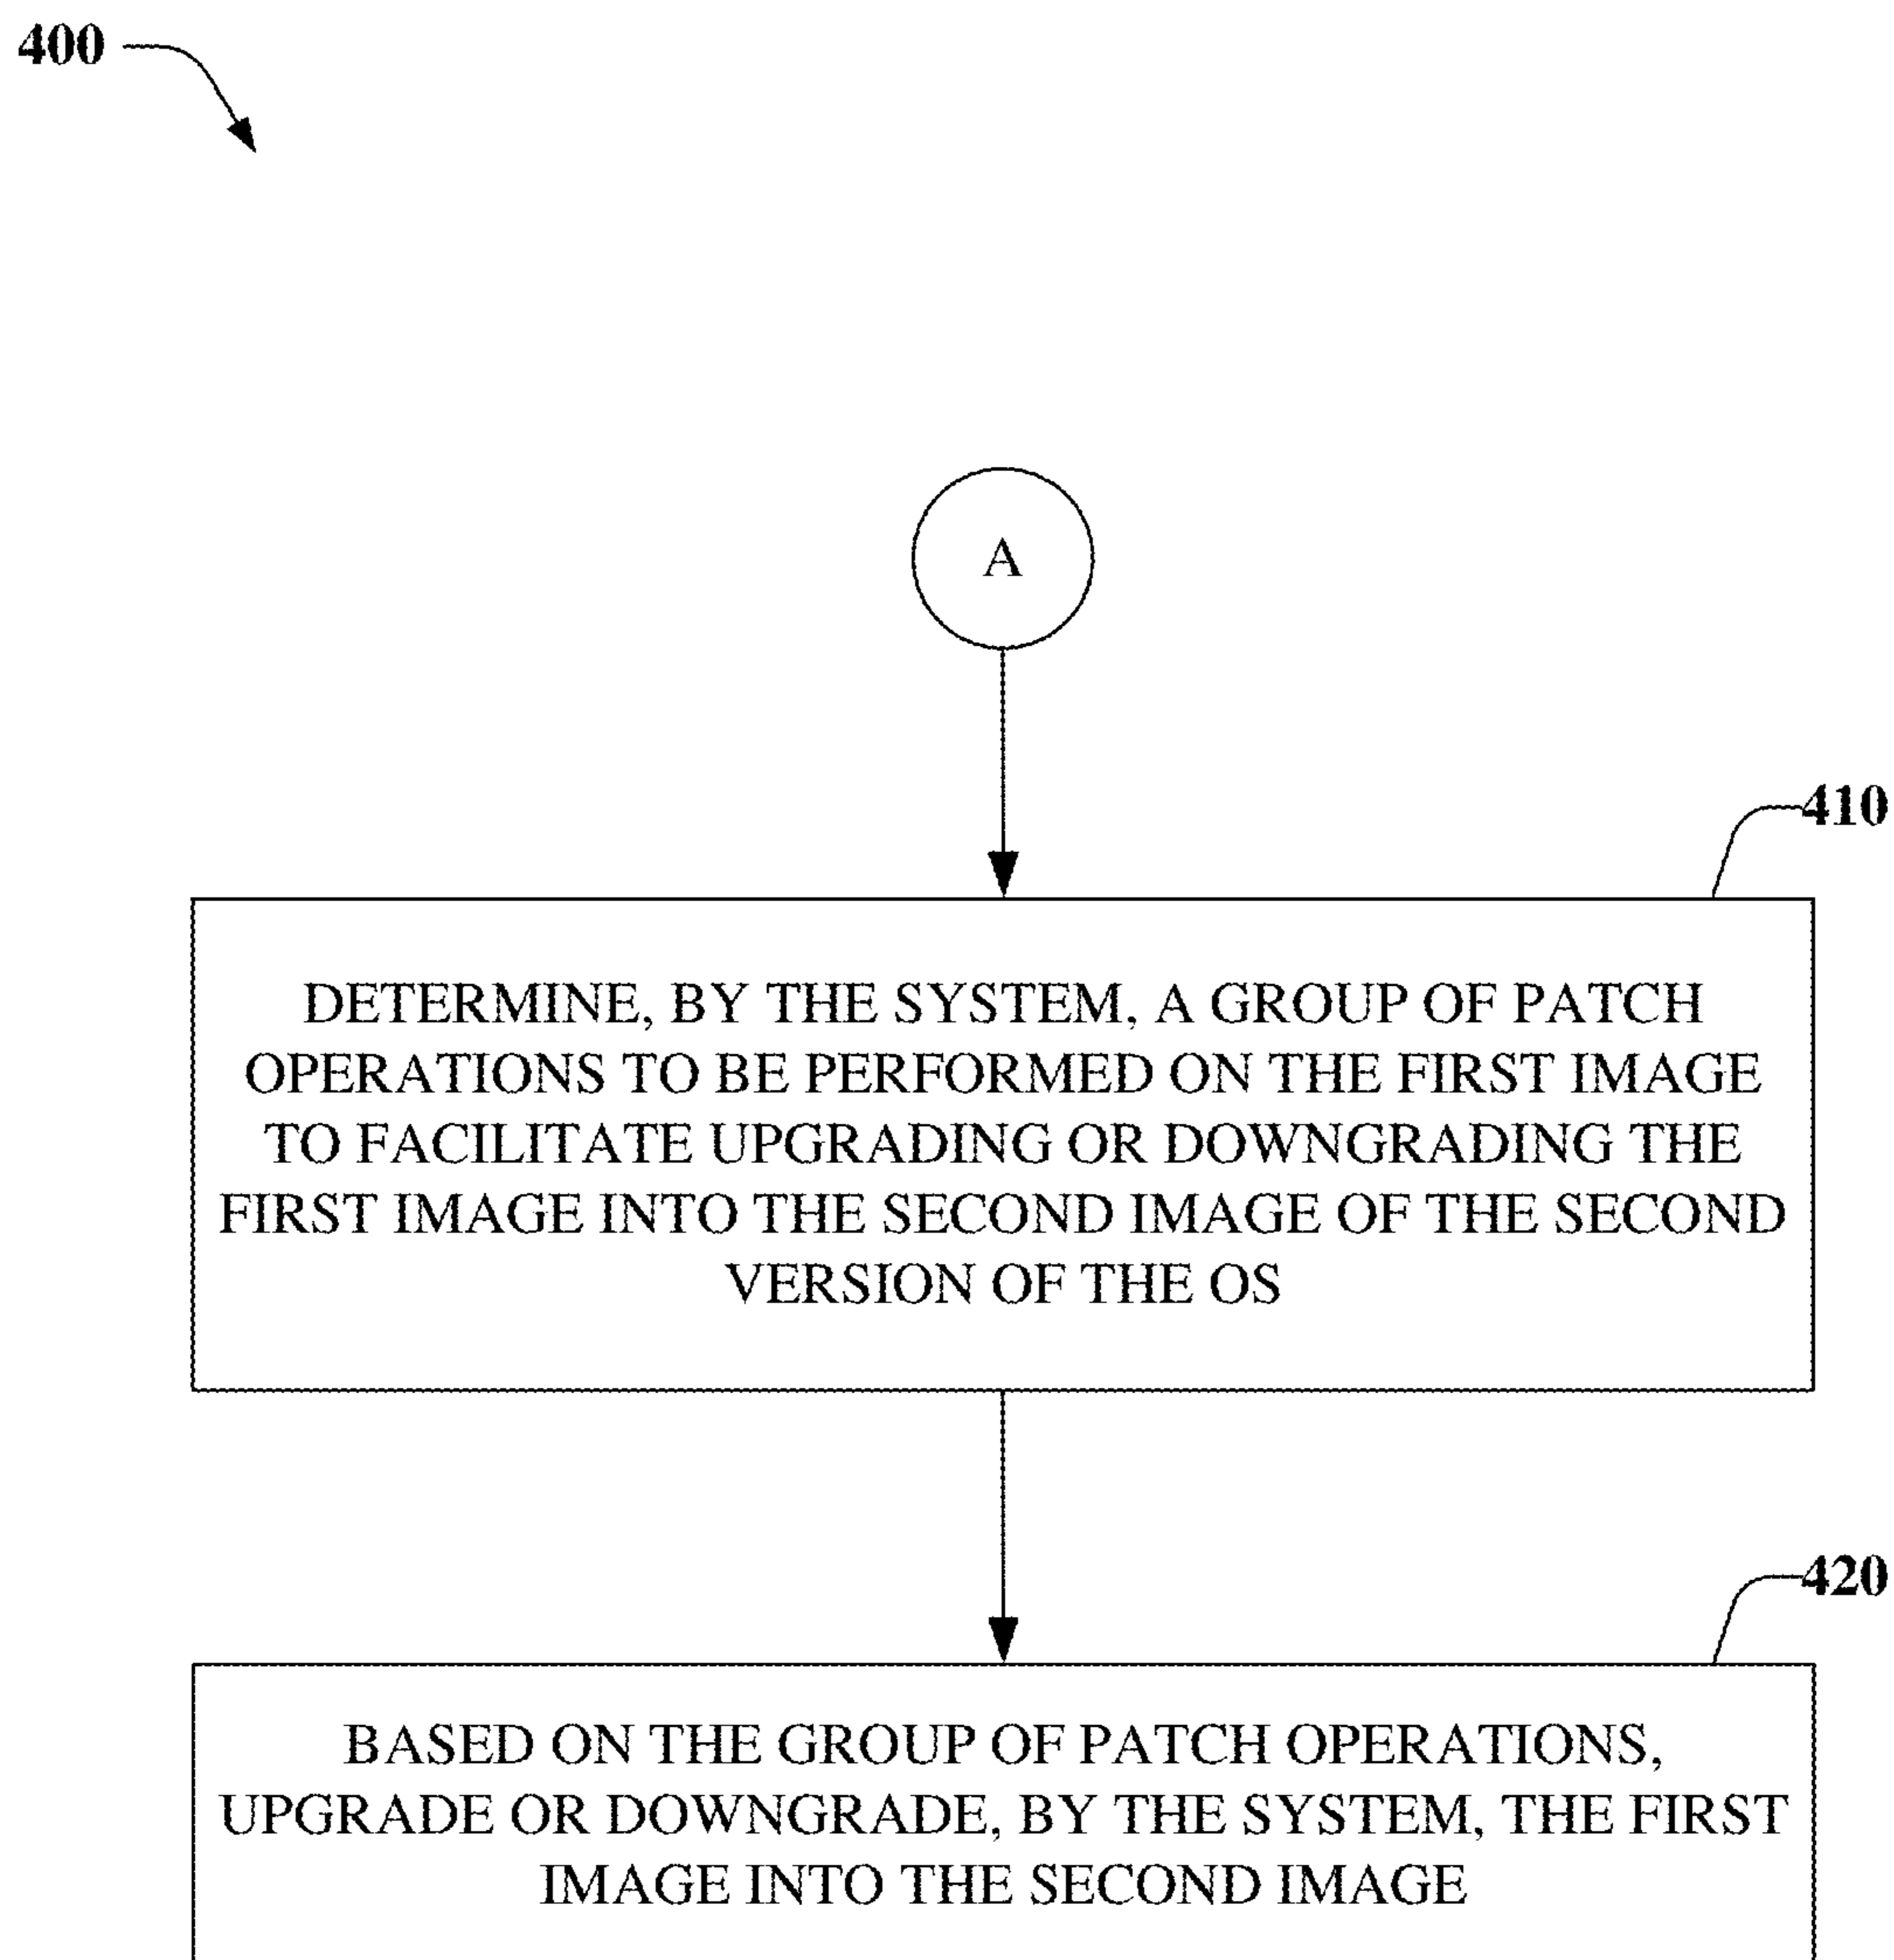 400
A
410
DETERMINE, BY THE SYSTEM, A GROUP OF PATCH
OPERATIONS TO BE PERFORMED ON THE FIRST IMAGE
TO FACILITATE UPGRADING OR DOWNGRADING THE
FIRST IMAGE INTO THE SECOND IMAGE OF THE SECOND
VERSION OF THE OS
420
BASED ON THE GROUP OF PATCH OPERATIONS,
UPGRADE OR DOWNGRADE, BY THE SYSTEM, THE FIRST
IMAGE INTO THE SECOND IMAGE